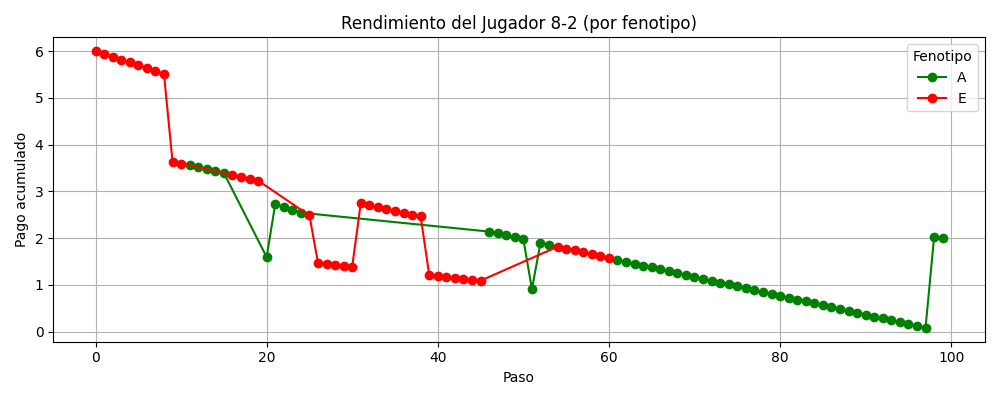 Rendimiento del Jugador 8-2 (por fenotipo)
Pago acumulado
6
5
4
3
2
1
0
Fenotipo
A
E
0 20 40 60 80 100
Paso